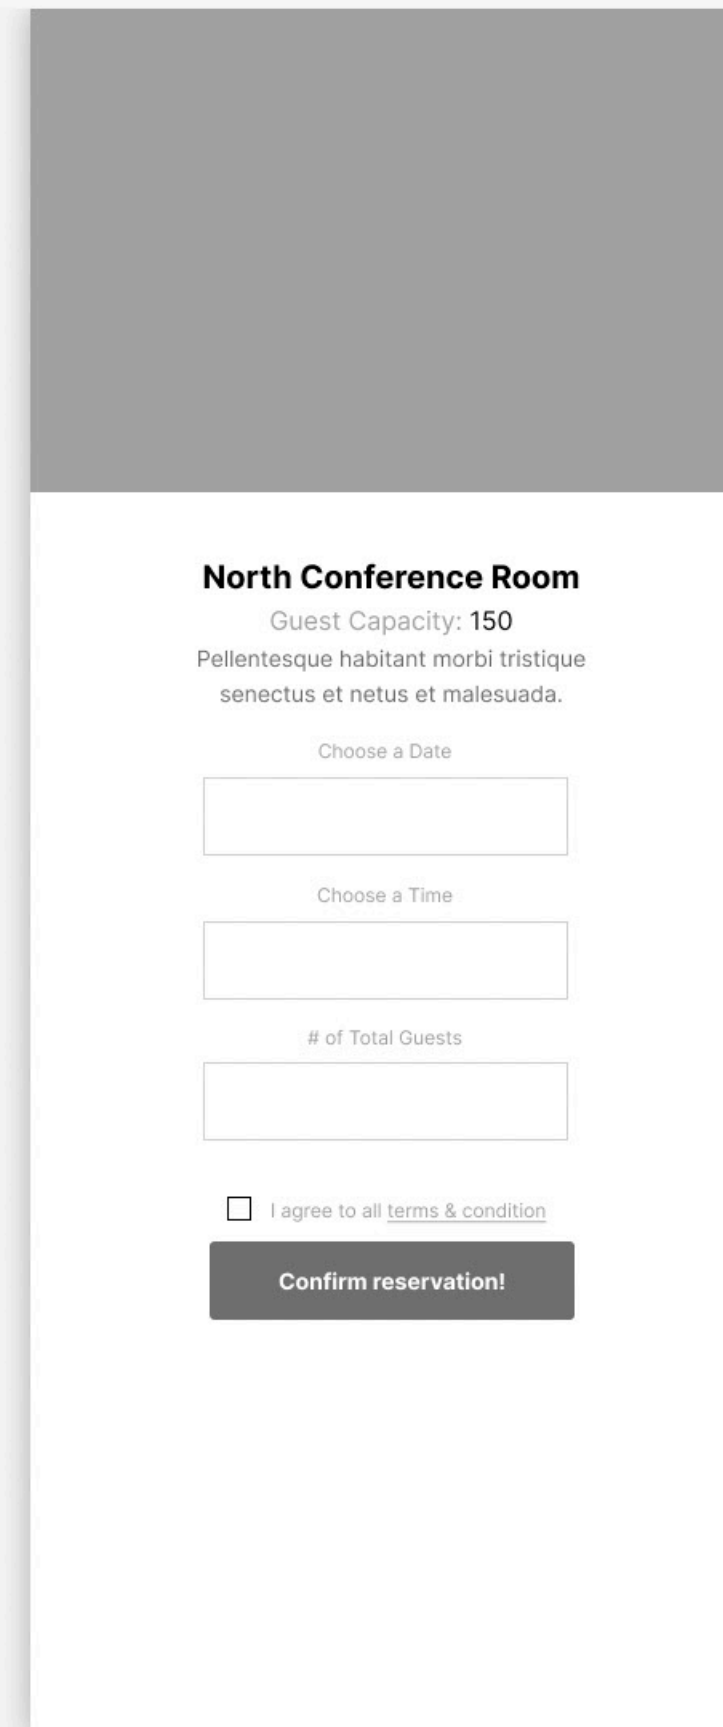 North Conference Room
Guest Capacity: 150
Pellentesque habitant morbi tristique
senectus et netus et malesuada.
Choose a Date
Choose a Time
# of Total Guests
I agree to all terms & condition
Confirm reservation!